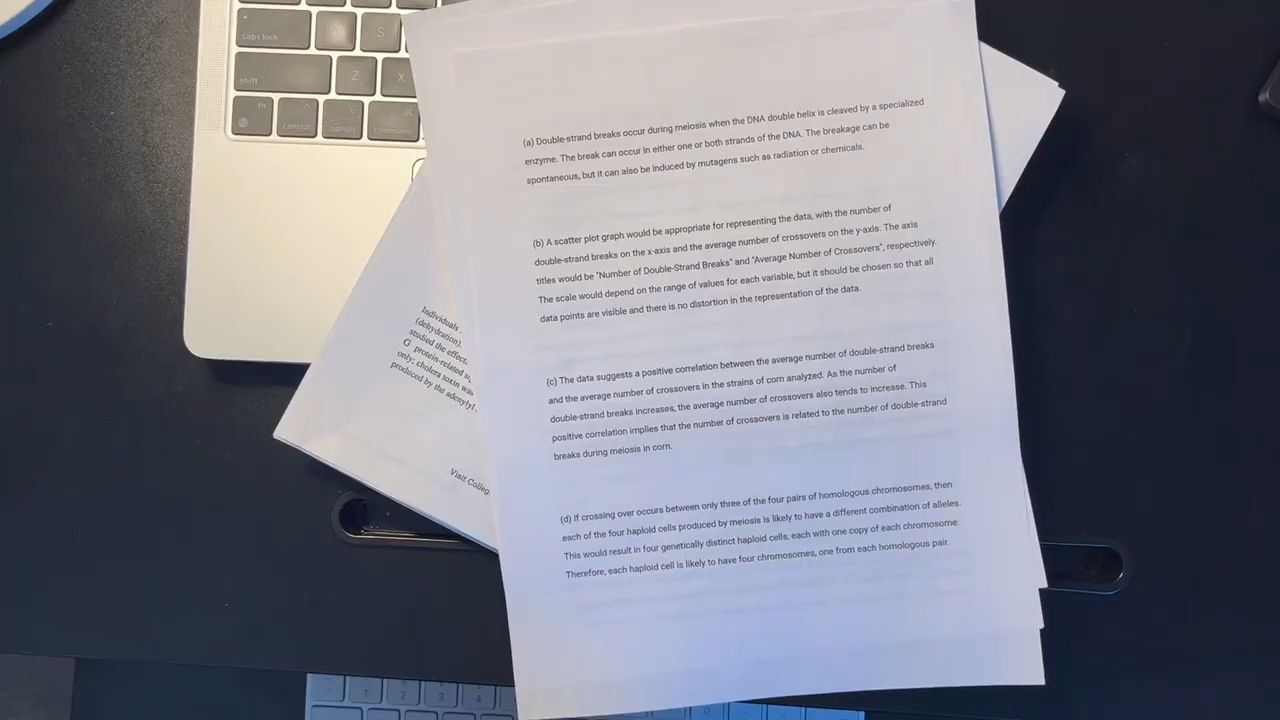 caps lock
S
shift
Z
X
fn
control
option
command
(a) Double-strand breaks occur during meiosis when the DNA double helix is cleaved by a specialized
enzyme. The break can occur in either one or both strands of the DNA. The breakage can be
spontaneous, but it can also be induced by mutagens such as radiation or chemicals.
(b) A scatter plot graph would be appropriate for representing the data, with the number of
double-strand breaks on the x-axis and the average number of crossovers on the y-axis. The axis
titles would be "Number of Double-Strand Breaks" and "Average Number of Crossovers", respectively.
The scale would depend on the range of values for each variable, but it should be chosen so that all
data points are visible and there is no distortion in the representation of the data.
(c) The data suggests a positive correlation between the average number of double-strand breaks
and the average number of crossovers in the strains of corn analyzed. As the number of
double-strand breaks increases, the average number of crossovers also tends to increase. This
positive correlation implies that the number of crossovers is related to the number of double-strand
breaks during meiosis in corn.
(d) If crossing over occurs between only three of the four pairs of homologous chromosomes, then
each of the four haploid cells produced by meiosis is likely to have a different combination of alleles.
This would result in four genetically distinct haploid cells, each with one copy of each chromosome.
Therefore, each haploid cell is likely to have four chromosomes, one from each homologous pair.
Individuals
(dehydration),
studied the effect
G protein-related
only; cholera toxin was
produced by the adenylyl
Visit
1
2
3
4